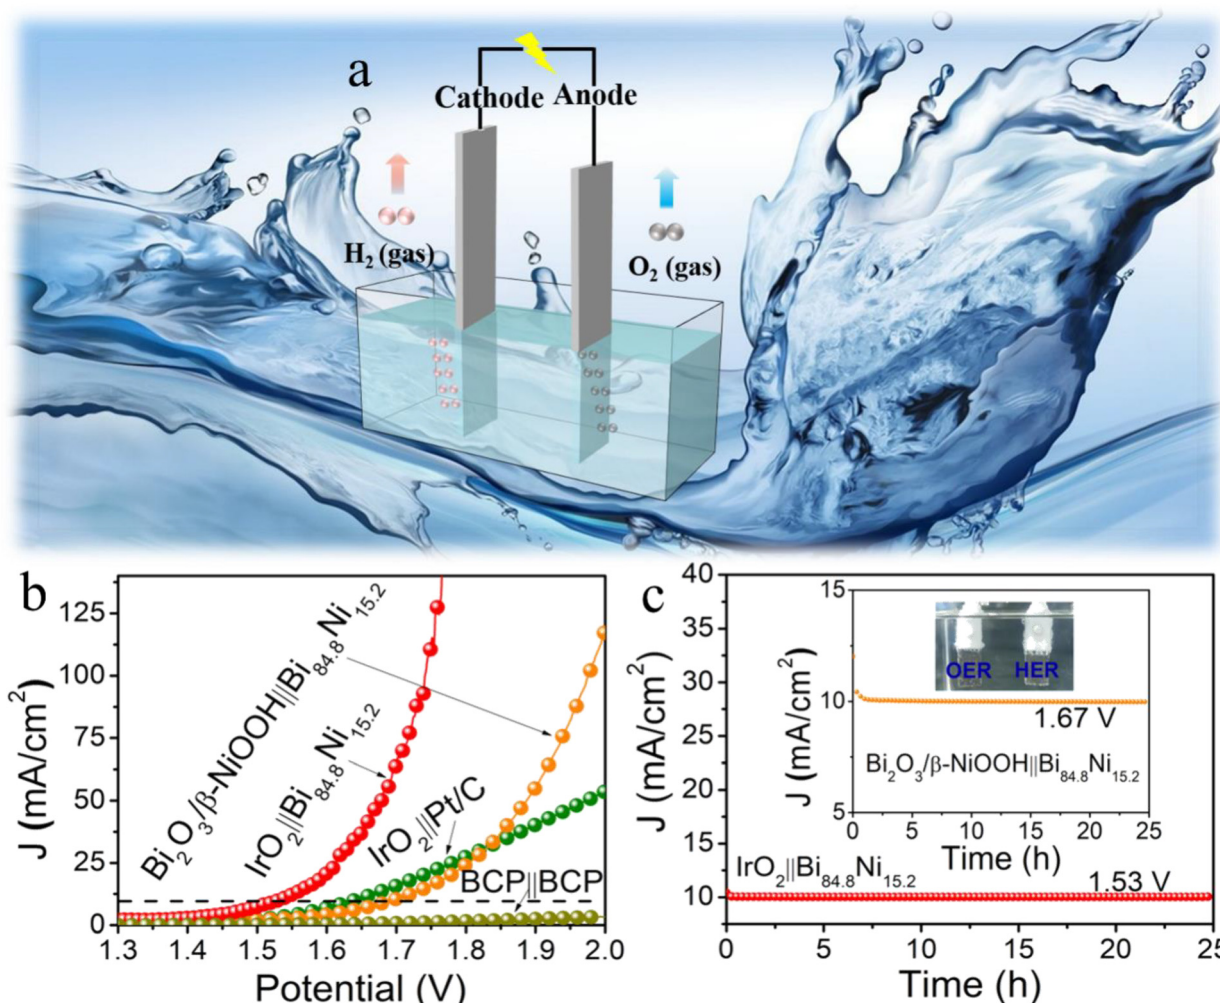 a
Cathode Anode
H₂ (gas)
O₂ (gas)
b
J (mA/cm²)
125
100
75
50
25
0
1.3 1.4 1.5 1.6 1.7 1.8 1.9 2.0
Potential (V)
Bi₂O₃/β-NiOOH||Bi₈₄.₈Ni₁₅.₂
IrO₂||Bi₈₄.₈Ni₁₅.₂
IrO₂//Pt/C
BCP||BCP
c
J (mA/cm²)
40
35
30
25
20
15
10
0 5 10 15 20 25
Time (h)
IrO₂||Bi₈₄.₈Ni₁₅.₂
1.53 V
J (mA/cm²)
15
10
5
0 5 10 15 20 25
Time (h)
OER HER
1.67 V
Bi₂O₃/β-NiOOH||Bi₈₄.₈Ni₁₅.₂